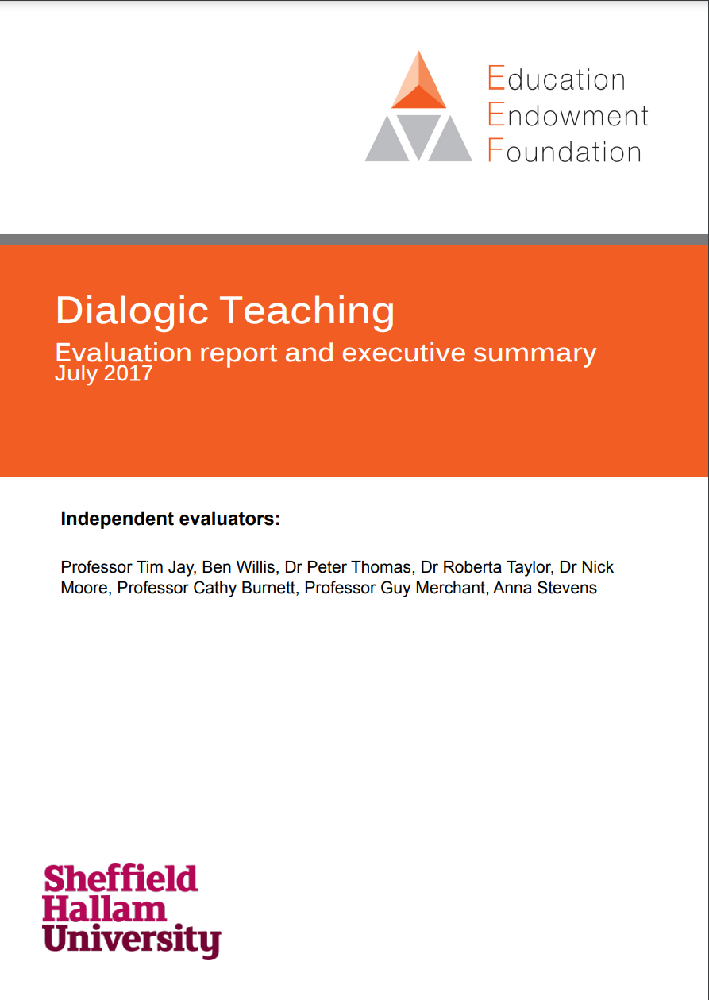 Education
Endowment
Foundation
Dialogic Teaching
Evaluation report and executive summary
July 2017
Independent evaluators:
Professor Tim Jay, Ben Willis, Dr Peter Thomas, Dr Roberta Taylor, Dr Nick
Moore, Professor Cathy Burnett, Professor Guy Merchant, Anna Stevens
Sheffield
Hallam
University